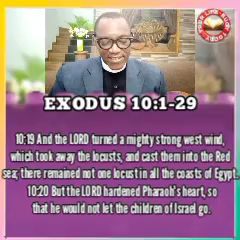 EXODUS 10:1-29
10:19 And the LORD turned a mighty strong west wind,
which took away the locusts, and cast them into the Red
sea; there remained not one locust in all the coasts of Egypt.
10:20 But the LORD hardened Pharaoh's heart, so
that he would not let the children of Israel go.